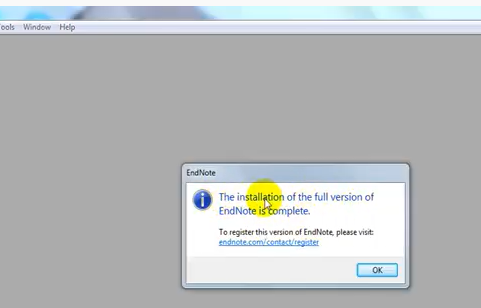 Tools Window Help
EndNote
The installation of the full version of
EndNote is complete.
To register this version of EndNote, please visit:
endnote.com/contact/register
OK